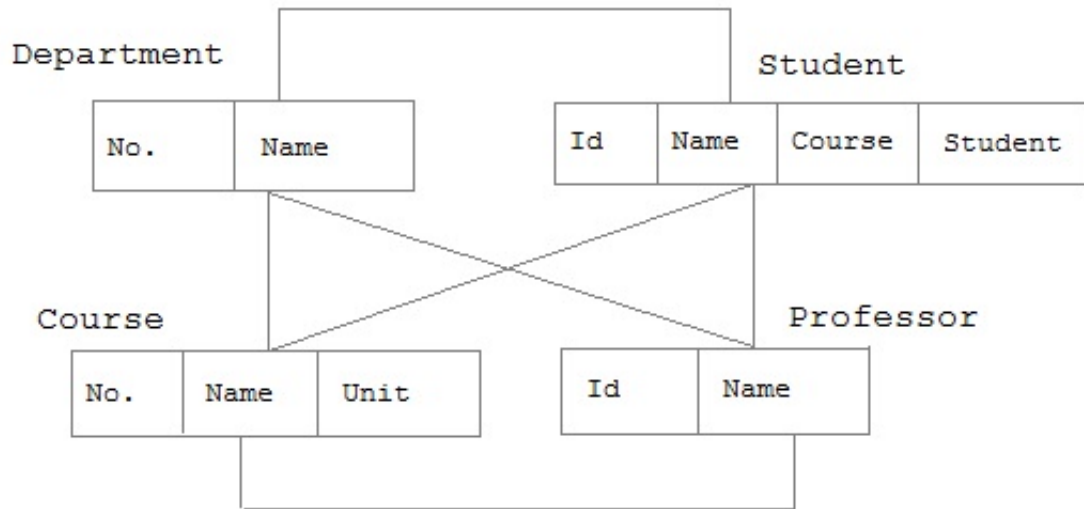 Department
Student
No. Name
Id Name Course Student
Course
Professor
No. Name Unit
Id Name